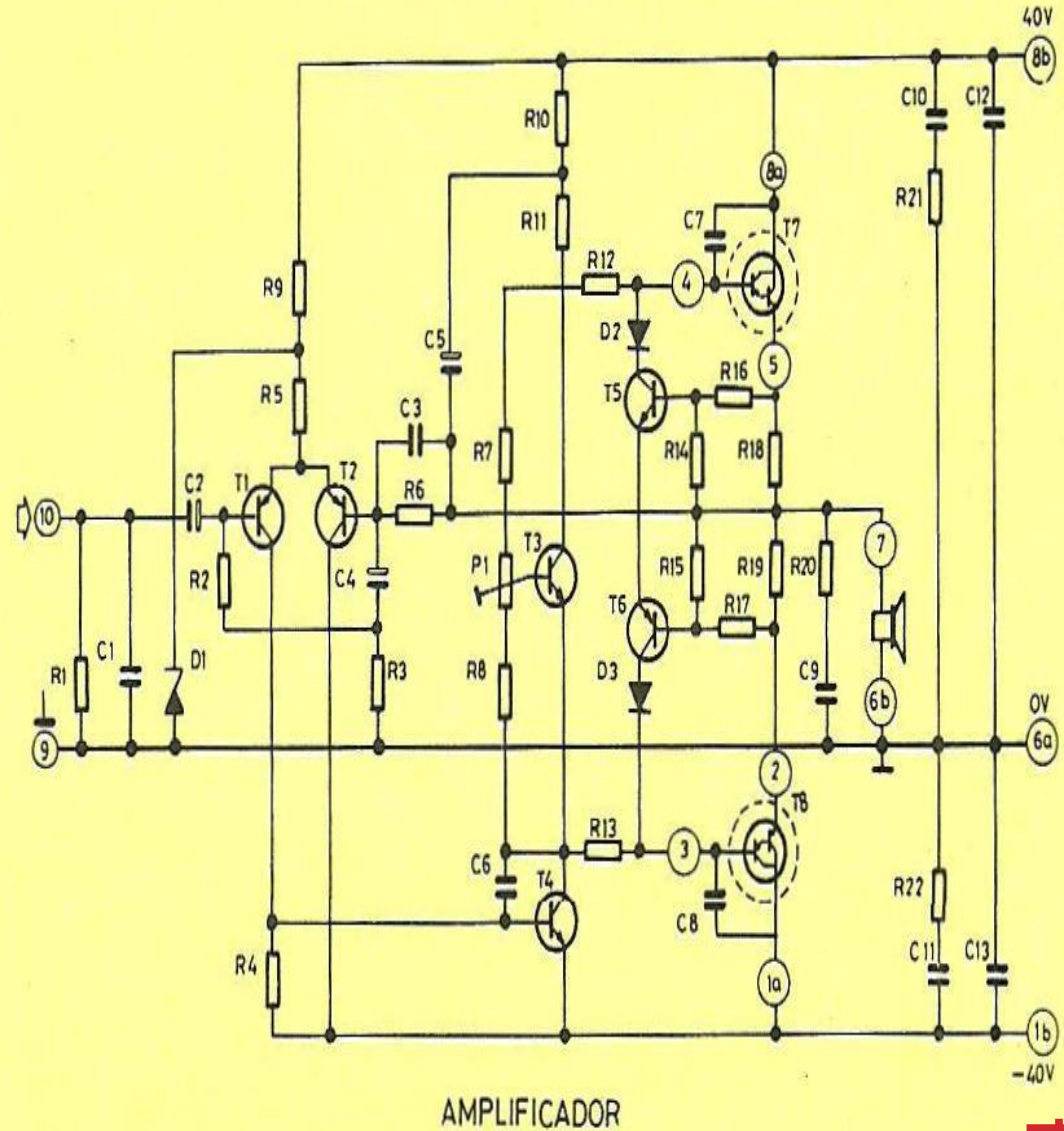 40V
8b
C10
C12
R10
8a
R21
R11
C7
T7
R12
4
R9
D2
C5
5
R5
T5
R16
C3
R7
R14
R18
C2
T1
T2
R6
10
7
P1
T3
R15
R19
R20
R2
C4
T6
R17
R1
C1
D1
R3
R8
D3
C9
6b
0V
9
6a
2
T8
R13
3
C6
T4
C8
R22
R4
C11
C13
1a
1b
-40V
AMPLIFICADOR